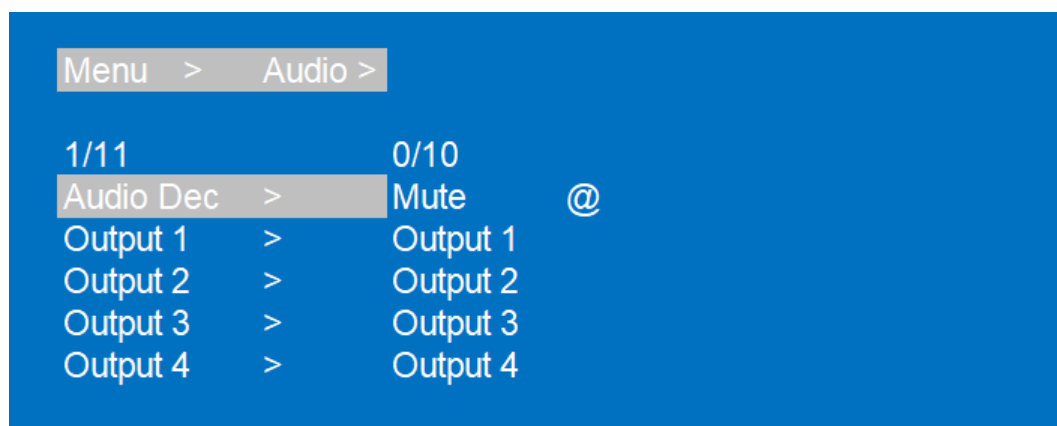 Menu > Audio >
1/11 0/10
Audio Dec > Mute @
Output 1 > Output 1
Output 2 > Output 2
Output 3 > Output 3
Output 4 > Output 4